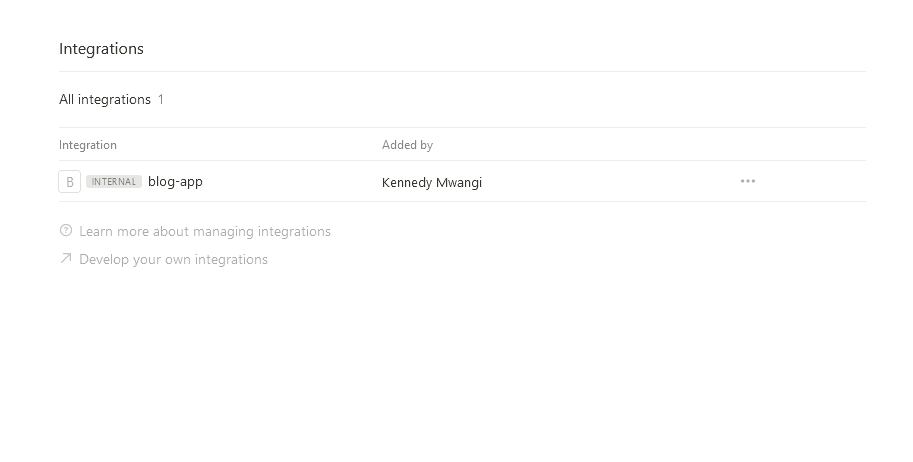 Integrations
All integrations 1
Integration Added by
B INTERNAL blog-app Kennedy Mwangi
Learn more about managing integrations
Develop your own integrations